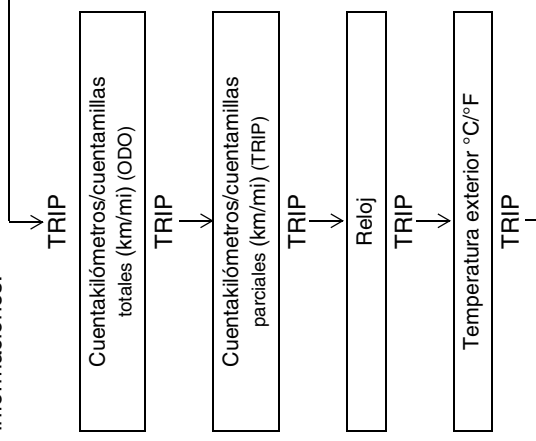 TRIP
Cuentakilómetros/cuentamillas
totales (km/mi) (ODO)
TRIP
Cuentakilómetros/cuentamillas
parciales (km/mi) (TRIP)
TRIP
Reloj
TRIP
Temperatura exterior °C/°F
TRIP